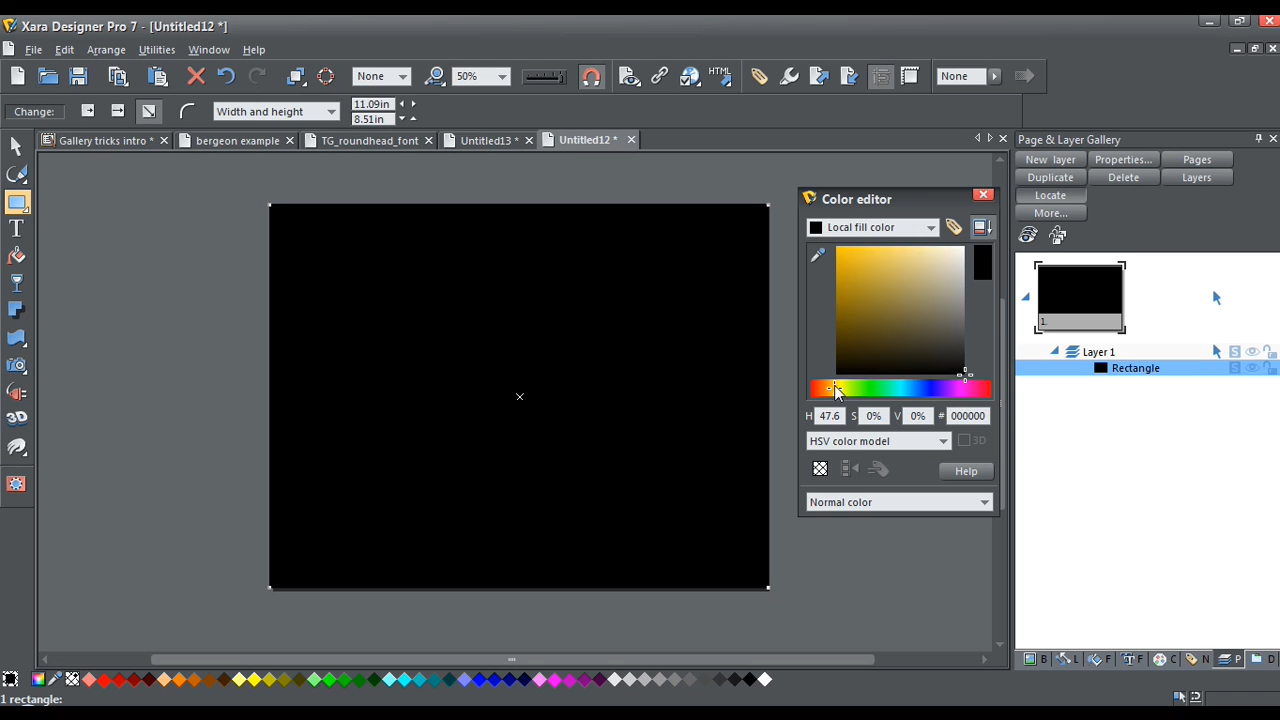 Xara Designer Pro 7 - [Untitled12 *]
File Edit Arrange Utilities Window Help
None 50% HTML None
Change: Width and height 11.09in
8.51in
Gallery tricks intro * bergeon example TG_roundhead_font Untitled13 * Untitled12 *
Page & Layer Gallery
New layer Properties... Pages
Duplicate Delete Layers
Locate
More...
Color editor
Local fill color
1.
Layer 1
Rectangle
H 47.6 S 0% V 0% # 000000
HSV color model 3D
Help
Normal color
3D
B L F F C N P D
1 rectangle: